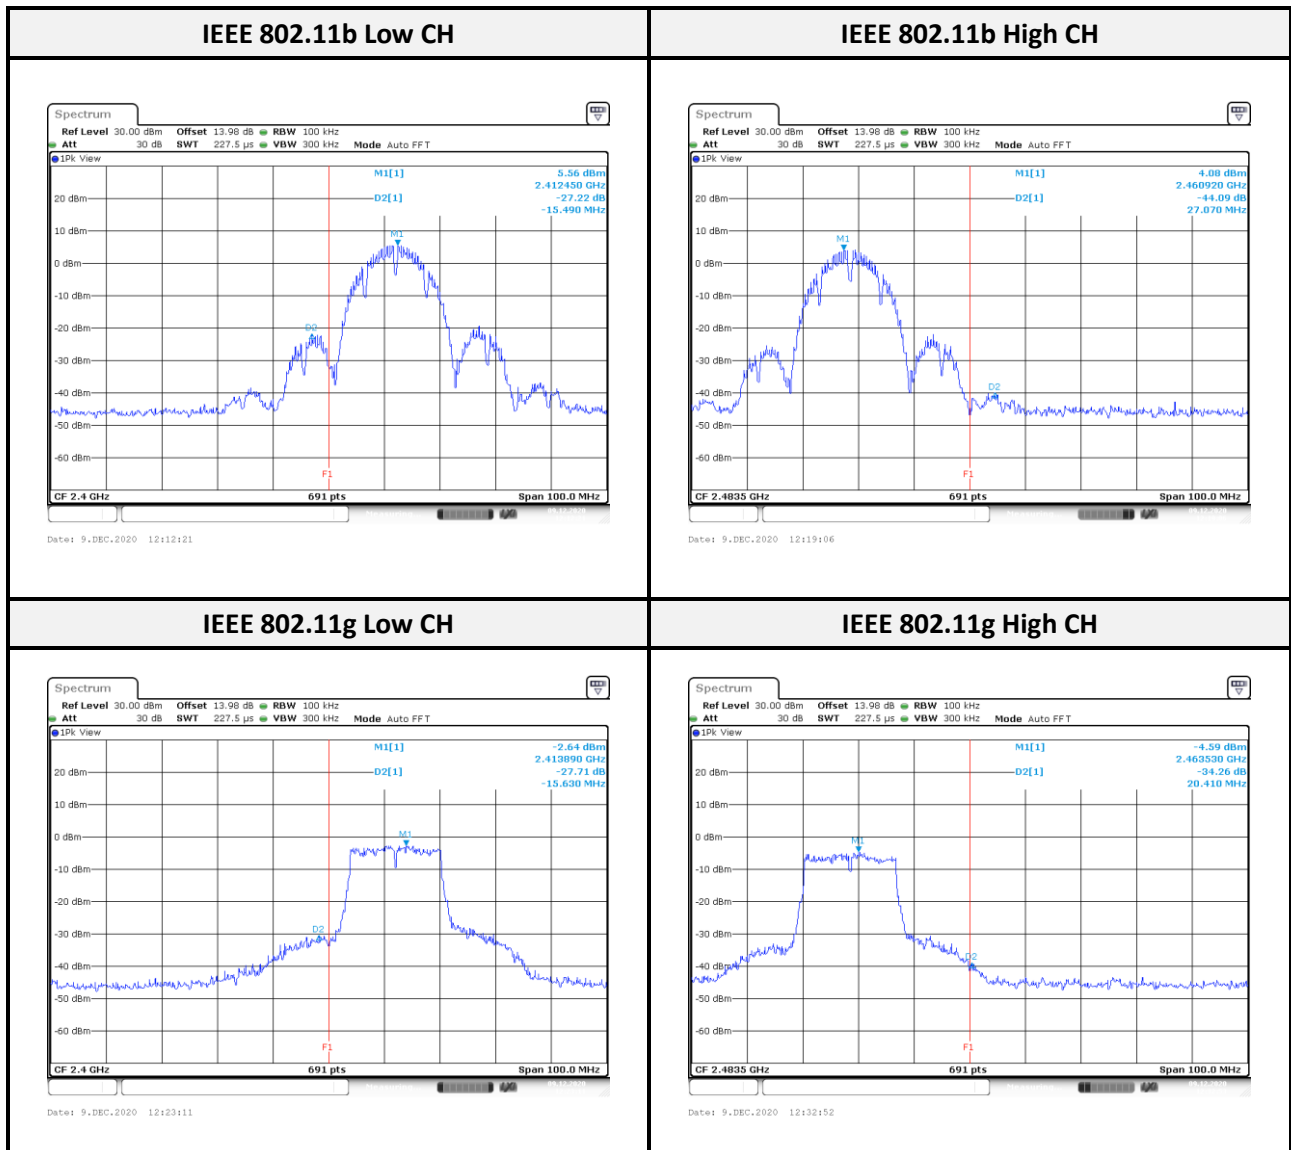 IEEE 802.11b Low CH
IEEE 802.11b High CH
Spectrum
Ref Level 30.00 dBm Offset 13.98 dB RBW 100 kHz
Att 30 dB SWT 227.5 µs VBW 300 kHz Mode Auto FFT
1Pk View
M1[1] 5.56 dBm
2.412450 GHz
D2[1] -27.22 dB
-15.490 MHz
20 dBm
10 dBm
M1
0 dBm
-10 dBm
-20 dBm
D2
-30 dBm
-40 dBm
-50 dBm
-60 dBm
F1
CF 2.4 GHz 691 pts Span 100.0 MHz
Date: 9.DEC.2020 12:12:21
Spectrum
Ref Level 30.00 dBm Offset 13.98 dB RBW 100 kHz
Att 30 dB SWT 227.5 µs VBW 300 kHz Mode Auto FFT
1Pk View
M1[1] 4.08 dBm
2.460920 GHz
D2[1] -44.09 dB
27.070 MHz
20 dBm
10 dBm
M1
0 dBm
-10 dBm
-20 dBm
-30 dBm
D2
-40 dBm
-50 dBm
-60 dBm
F1
CF 2.4835 GHz 691 pts Span 100.0 MHz
Date: 9.DEC.2020 12:19:06
IEEE 802.11g Low CH
IEEE 802.11g High CH
Spectrum
Ref Level 30.00 dBm Offset 13.98 dB RBW 100 kHz
Att 30 dB SWT 227.5 µs VBW 300 kHz Mode Auto FFT
1Pk View
M1[1] -2.64 dBm
2.413890 GHz
D2[1] -27.71 dB
-15.630 MHz
20 dBm
10 dBm
0 dBm
M1
-10 dBm
-20 dBm
D2
-30 dBm
-40 dBm
-50 dBm
-60 dBm
F1
CF 2.4 GHz 691 pts Span 100.0 MHz
Date: 9.DEC.2020 12:23:11
Spectrum
Ref Level 30.00 dBm Offset 13.98 dB RBW 100 kHz
Att 30 dB SWT 227.5 µs VBW 300 kHz Mode Auto FFT
1Pk View
M1[1] -4.59 dBm
2.463530 GHz
D2[1] -34.26 dB
20.410 MHz
20 dBm
10 dBm
0 dBm
M1
-10 dBm
-20 dBm
-30 dBm
D2
-40 dBm
-50 dBm
-60 dBm
F1
CF 2.4835 GHz 691 pts Span 100.0 MHz
Date: 9.DEC.2020 12:32:52